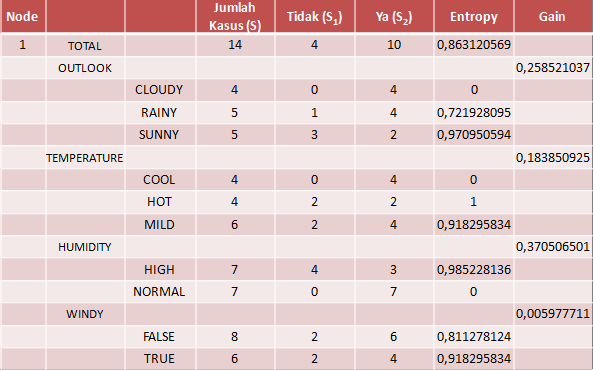 Node Jumlah Kasus (S) Tidak (S₁) Ya (S₂) Entropy Gain
1 TOTAL 14 4 10 0,863120569
OUTLOOK 0,258521037
CLOUDY 4 0 4 0
RAINY 5 1 4 0,721928095
SUNNY 5 3 2 0,970950594
TEMPERATURE 0,183850925
COOL 4 0 4 0
HOT 4 2 2 1
MILD 6 2 4 0,918295834
HUMIDITY 0,370506501
HIGH 7 4 3 0,985228136
NORMAL 7 0 7 0
WINDY 0,005977711
FALSE 8 2 6 0,811278124
TRUE 6 2 4 0,918295834